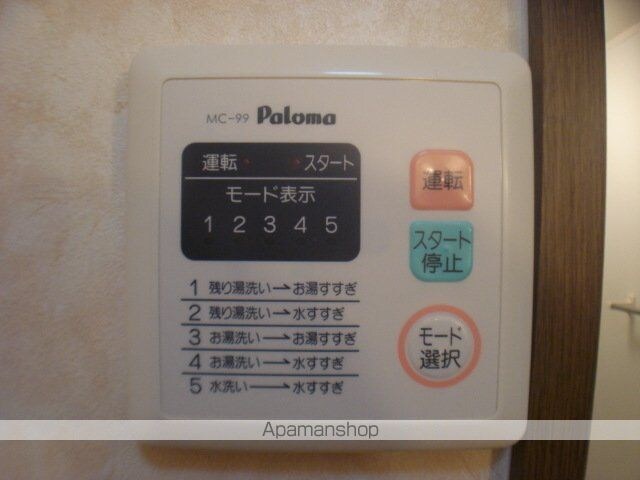 MC-99 Paloma
運転 スタート
モード表示
1 2 3 4 5
1 残り湯洗い→お湯すすぎ
2 残り湯洗い→水すすぎ
3 お湯洗い→お湯すすぎ
4 お湯洗い→水すすぎ
5 水洗い→水すすぎ
運転
スタート
停止
モード
選択
Apamanshop